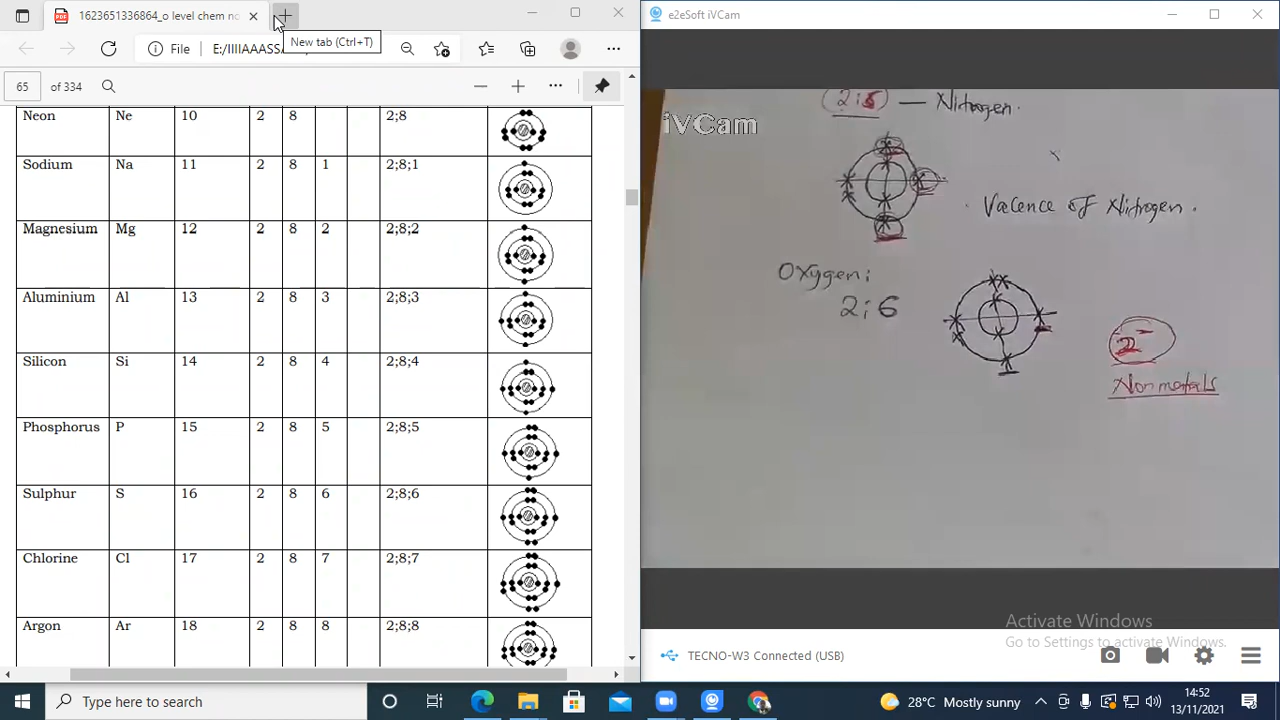 1623651336864_o level chem no
New tab (Ctrl+T)
File
E:/IIIIAAASSA
65 of 334
Neon Ne 10 2 8 2;8
Sodium Na 11 2 8 1 2;8;1
Magnesium Mg 12 2 8 2 2;8;2
Aluminium Al 13 2 8 3 2;8;3
Silicon Si 14 2 8 4 2;8;4
Phosphorus P 15 2 8 5 2;8;5
Sulphur S 16 2 8 6 2;8;6
Chlorine Cl 17 2 8 7 2;8;7
Argon Ar 18 2 8 8 2;8;8
e2eSoft iVCam
iVCam
2:5 — Nitrogen.
Valence of Nitrogen.
Oxygen:
2:6
2-
Non metals
Activate Windows
Go to Settings to activate Windows.
TECNO-W3 Connected (USB)
Type here to search
28°C Mostly sunny
14:52
13/11/2021